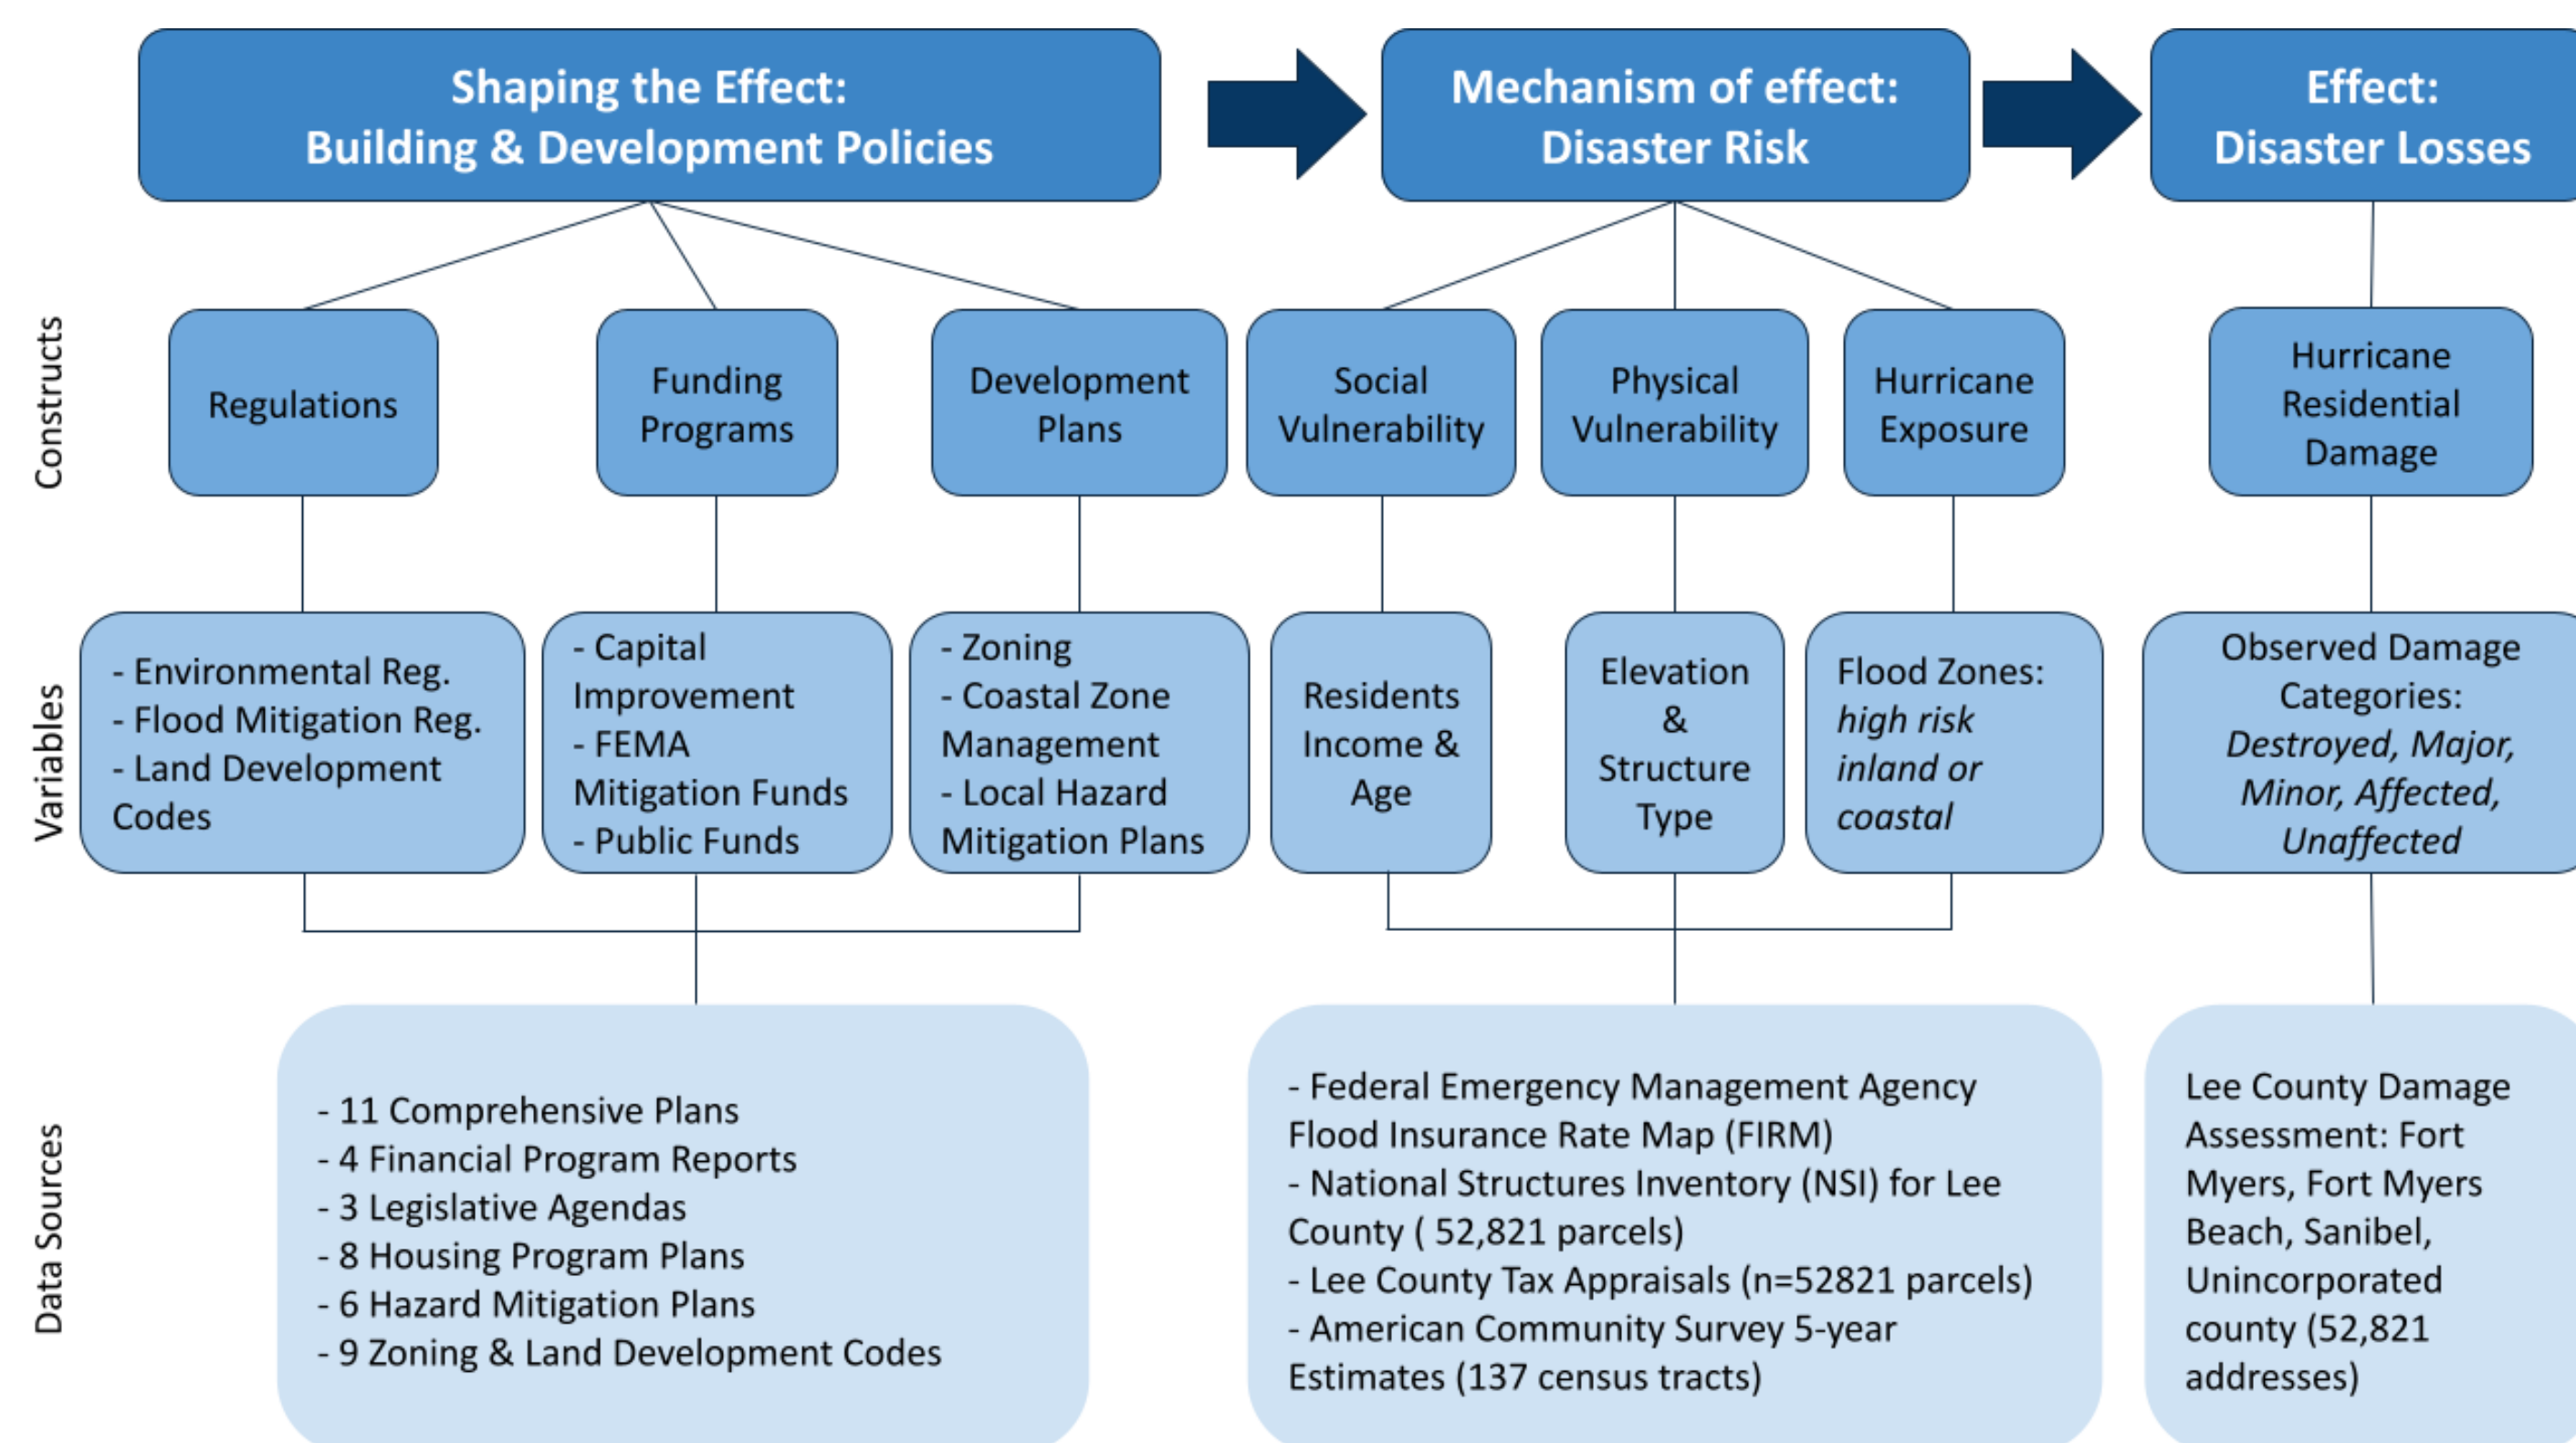 Shaping the Effect:
Building & Development Policies
Mechanism of effect:
Disaster Risk
Effect:
Disaster Losses
Constructs
Regulations
Funding
Programs
Development
Plans
Social
Vulnerability
Physical
Vulnerability
Hurricane
Exposure
Hurricane
Residential
Damage
Variables
- Environmental Reg.
- Flood Mitigation Reg.
- Land Development
Codes
- Capital
Improvement
- FEMA
Mitigation Funds
- Public Funds
- Zoning
- Coastal Zone
Management
- Local Hazard
Mitigation Plans
Residents
Income &
Age
Elevation
&
Structure
Type
Flood Zones:
high risk
inland or
coastal
Observed Damage
Categories:
Destroyed, Major,
Minor, Affected,
Unaffected
Data Sources
- 11 Comprehensive Plans
- 4 Financial Program Reports
- 3 Legislative Agendas
- 8 Housing Program Plans
- 6 Hazard Mitigation Plans
- 9 Zoning & Land Development Codes
- Federal Emergency Management Agency
Flood Insurance Rate Map (FIRM)
- National Structures Inventory (NSI) for Lee
County ( 52,821 parcels)
- Lee County Tax Appraisals (n=52821 parcels)
- American Community Survey 5-year
Estimates (137 census tracts)
Lee County Damage
Assessment: Fort
Myers, Fort Myers
Beach, Sanibel,
Unincorporated
county (52,821
addresses)